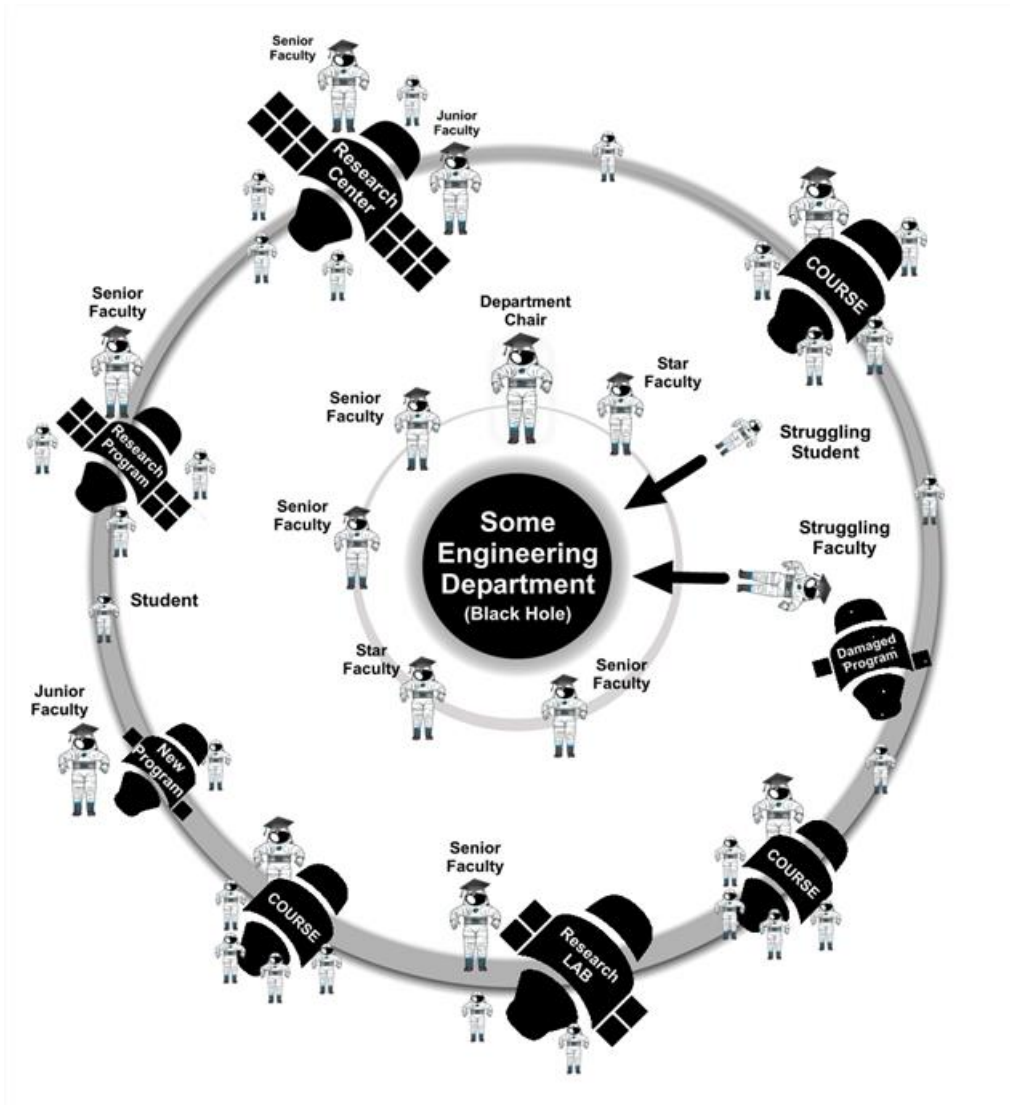 Senior
Faculty
Junior
Faculty
Research
Center
COURSE
Senior
Faculty
Department
Chair
Star
Faculty
Senior
Faculty
Research
Program
Struggling
Student
Senior
Faculty
Some
Engineering
Department
(Black Hole)
Struggling
Faculty
Student
Damaged
Program
Star
Faculty
Senior
Faculty
Junior
Faculty
New
Program
Senior
Faculty
COURSE
COURSE
Research
LAB